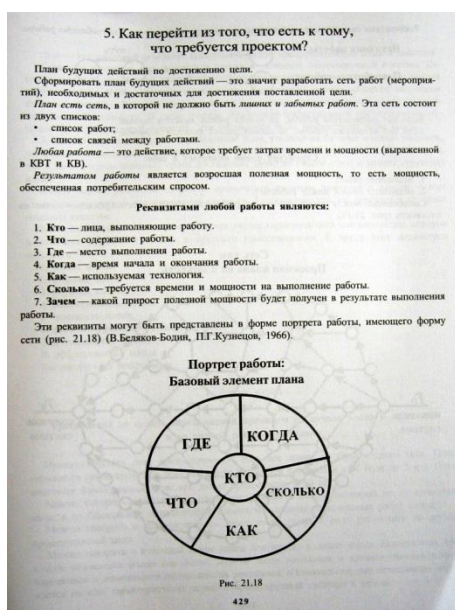 5. Как перейти из того, что есть к тому,
что требуется проектом?
План будущих действий по достижению цели.
Сформировать план будущих действий — это значит разработать сеть работ (мероприя-
тий), необходимых и достаточных для достижения поставленной цели.
План есть сеть, в которой не должно быть лишних и забытых работ. Эта сеть состоит
из двух списков:
• список работ;
• список связей между работами.
Любая работа — это действие, которое требует затрат времени и мощности (выраженной
в КВТ и КВ).
Результатом работы является возросшая полезная мощность, то есть мощность,
обеспеченная потребительским спросом.
Реквизитами любой работы являются:
1. Кто — лица, выполняющие работу.
2. Что — содержание работы.
3. Где — место выполнения работы.
4. Когда — время начала и окончания работы.
5. Как — используемая технология.
6. Сколько — требуется времени и мощности на выполнение работы.
7. Зачем — какой прирост полезной мощности будет получен в результате выполнения
работы.
Эти реквизиты могут быть представлены в форме портрета работы, имеющего форму
сети (рис. 21.18) (В.Беляков-Бодин, П.Г.Кузнецов, 1966).
Портрет работы:
Базовый элемент плана
ГДЕ
КОГДА
КТО
ЧТО
СКОЛЬКО
КАК
Рис. 21.18
429